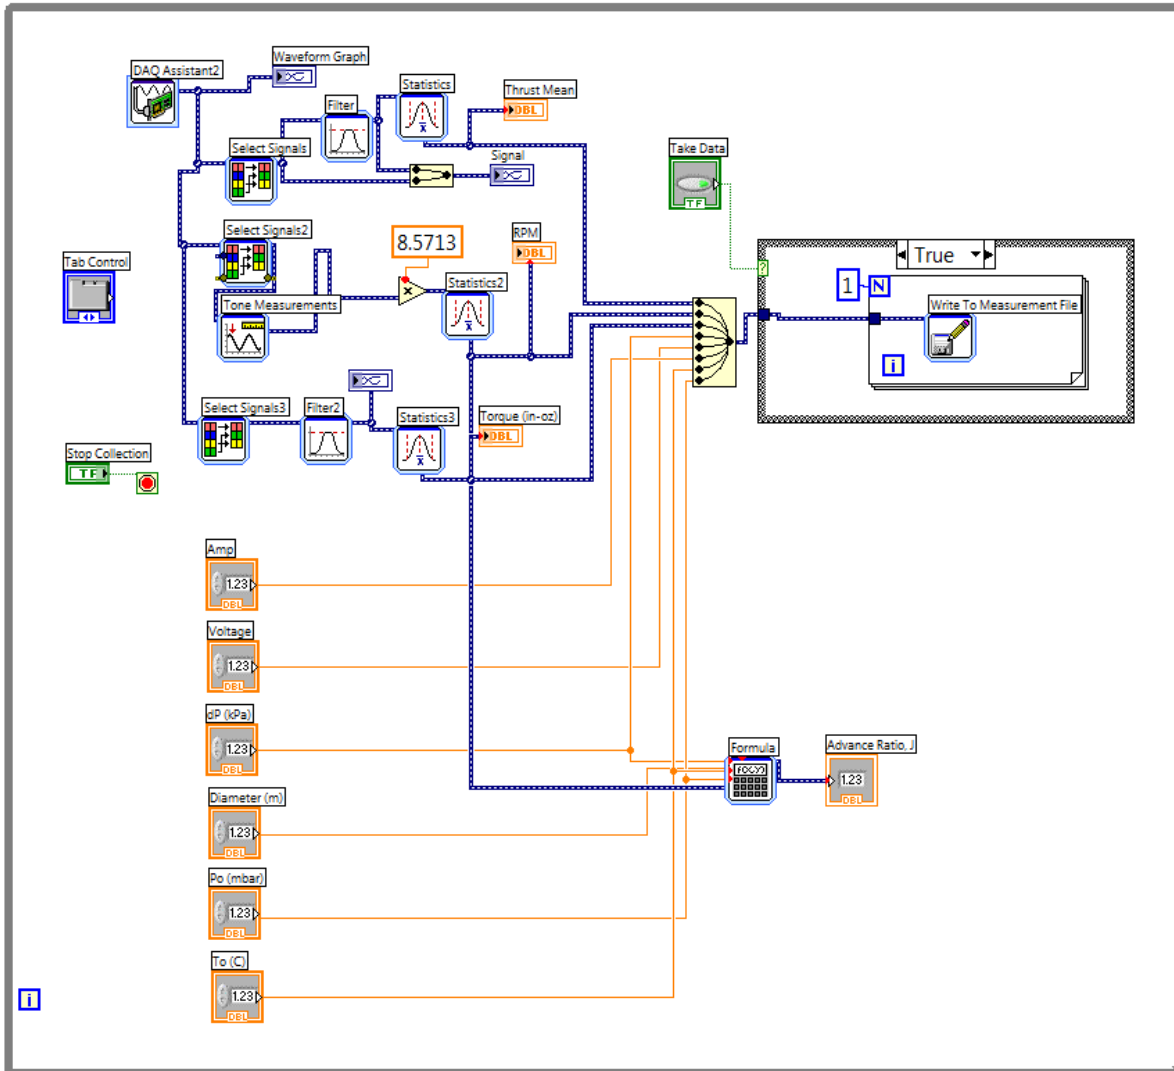 Waveform Graph
DAQ Assistant2
Statistics
Thrust Mean
DBL
Filter
x̄
Select Signals
Signal
Take Data
TF
Select Signals2
8.5713
RPM
DBL
True
?
Tab Control
Statistics2
1
N
Tone Measurements
x
Write To Measurement File
x̄
i
Select Signals3
Filter2
Statistics3
Torque (in-oz)
DBL
x̄
Stop Collection
TF
Amp
1.23
DBL
Voltage
1.23
DBL
dP (kPa)
1.23
DBL
Formula
f(x,y)
Advance Ratio, J
1.23
DBL
Diameter (m)
1.23
DBL
Po (mbar)
1.23
DBL
To (C)
1.23
DBL
i